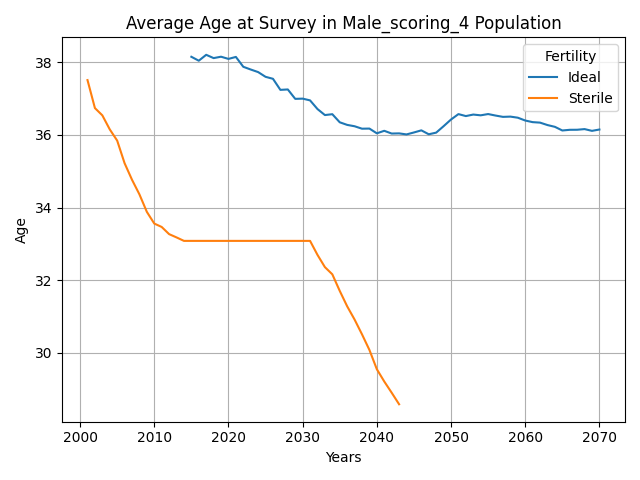 Average Age at Survey in Male_scoring_4 Population
Fertility
Ideal
Sterile
Age
38
36
34
32
30
2000 2010 2020 2030 2040 2050 2060 2070
Years